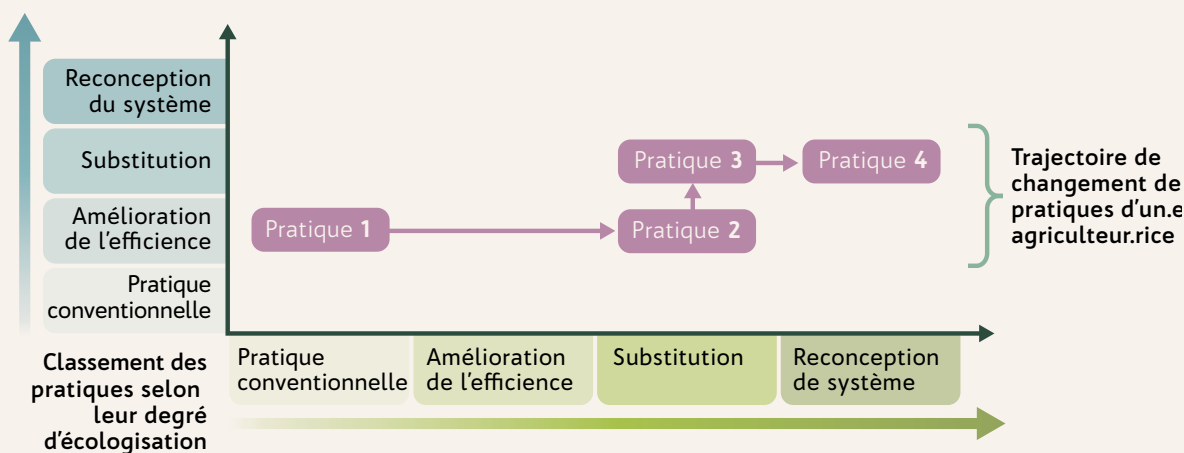 Reconception
du système
Substitution
Amélioration
de l'efficience
Pratique
conventionnelle
Pratique 1
Pratique 2
Pratique 3
Pratique 4
Trajectoire de
changement de
pratiques d'un.e
agriculteur.rice
Classement des
pratiques selon
leur degré
d'écologisation
Pratique
conventionnelle
Amélioration
de l'efficience
Substitution
Reconception
de système